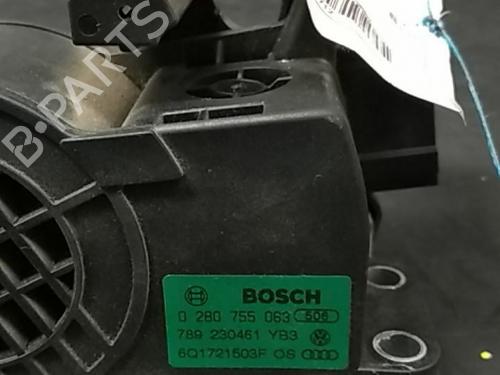 B-PARTS
BOSCH
0 280 755 063 506
789 230461 YB3
6Q1721503F OS